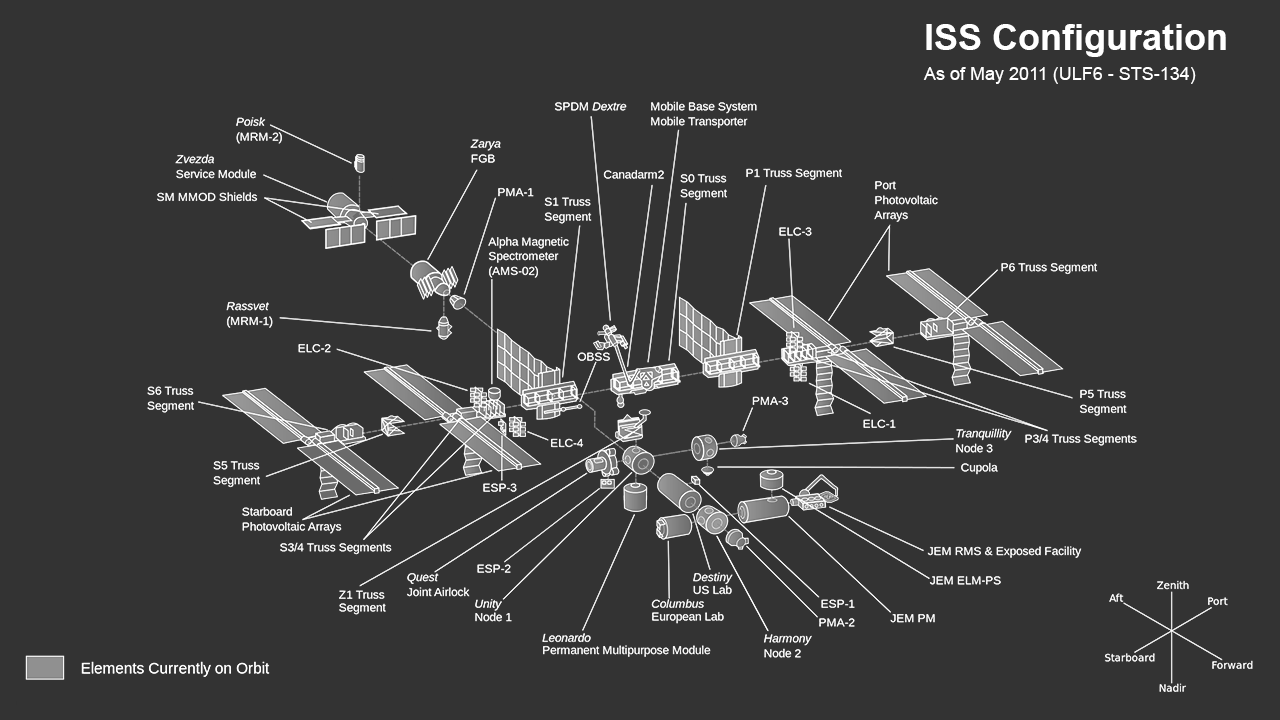 ISS Configuration
As of May 2011 (ULF6 - STS-134)
SPDM Dextre
Mobile Base System
Mobile Transporter
Poisk
(MRM-2)
Zarya
FGB
Zvezda
Service Module
SM MMOD Shields
PMA-1
Canadarm2
S0 Truss
Segment
P1 Truss Segment
Port
Photovoltaic
Arrays
S1 Truss
Segment
ELC-3
Alpha Magnetic
Spectrometer
(AMS-02)
P6 Truss Segment
Rassvet
(MRM-1)
ELC-2
OBSS
S6 Truss
Segment
P5 Truss
Segment
PMA-3
ELC-1
Tranquillity
Node 3
P3/4 Truss Segments
ELC-4
Cupola
S5 Truss
Segment
ESP-3
Starboard
Photovoltaic Arrays
S3/4 Truss Segments
JEM RMS & Exposed Facility
ESP-2
Quest
Joint Airlock
Destiny
US Lab
JEM ELM-PS
Z1 Truss
Segment
Unity
Node 1
Columbus
European Lab
ESP-1
PMA-2
JEM PM
Leonardo
Permanent Multipurpose Module
Harmony
Node 2
Zenith
Aft
Port
Starboard
Forward
Nadir
Elements Currently on Orbit